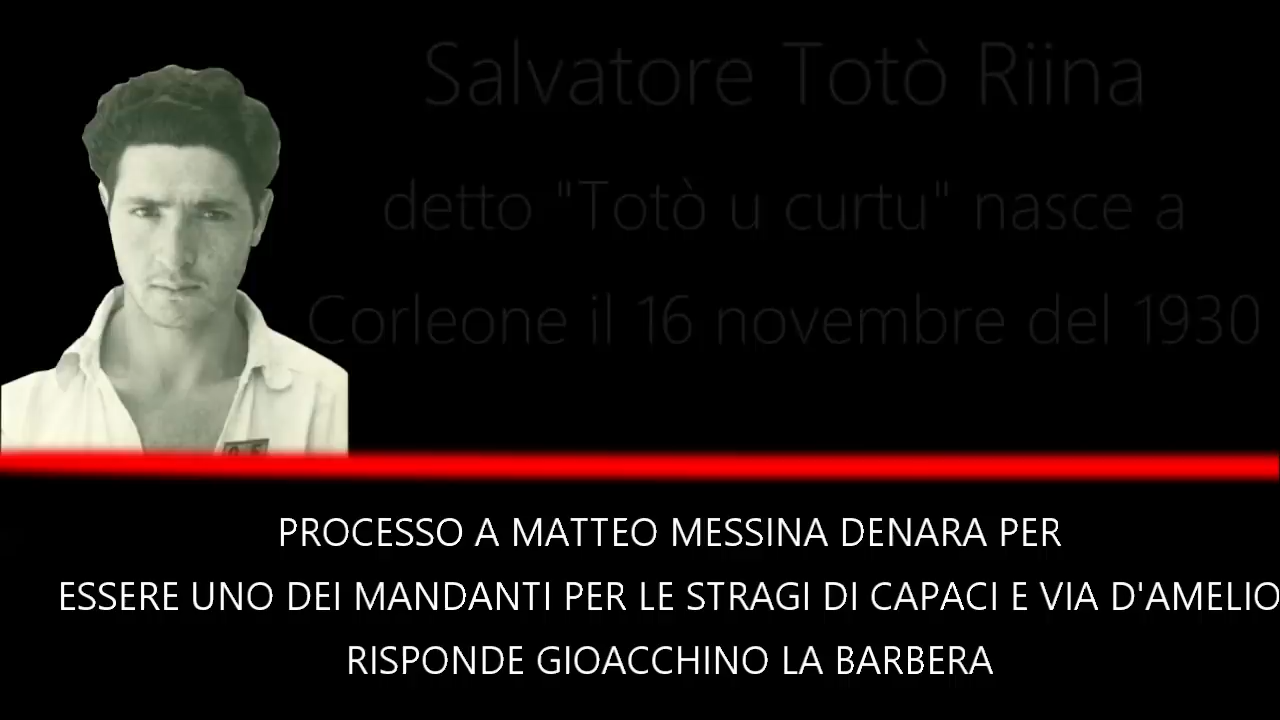 Salvatore Totò Riina
detto "Totò u curtu" nasce a
Corleone il 16 novembre del 1930
PROCESSO A MATTEO MESSINA DENARA PER
ESSERE UNO DEI MANDANTI PER LE STRAGI DI CAPACI E VIA D'AMELIO
RISPONDE GIOACCHINO LA BARBERA